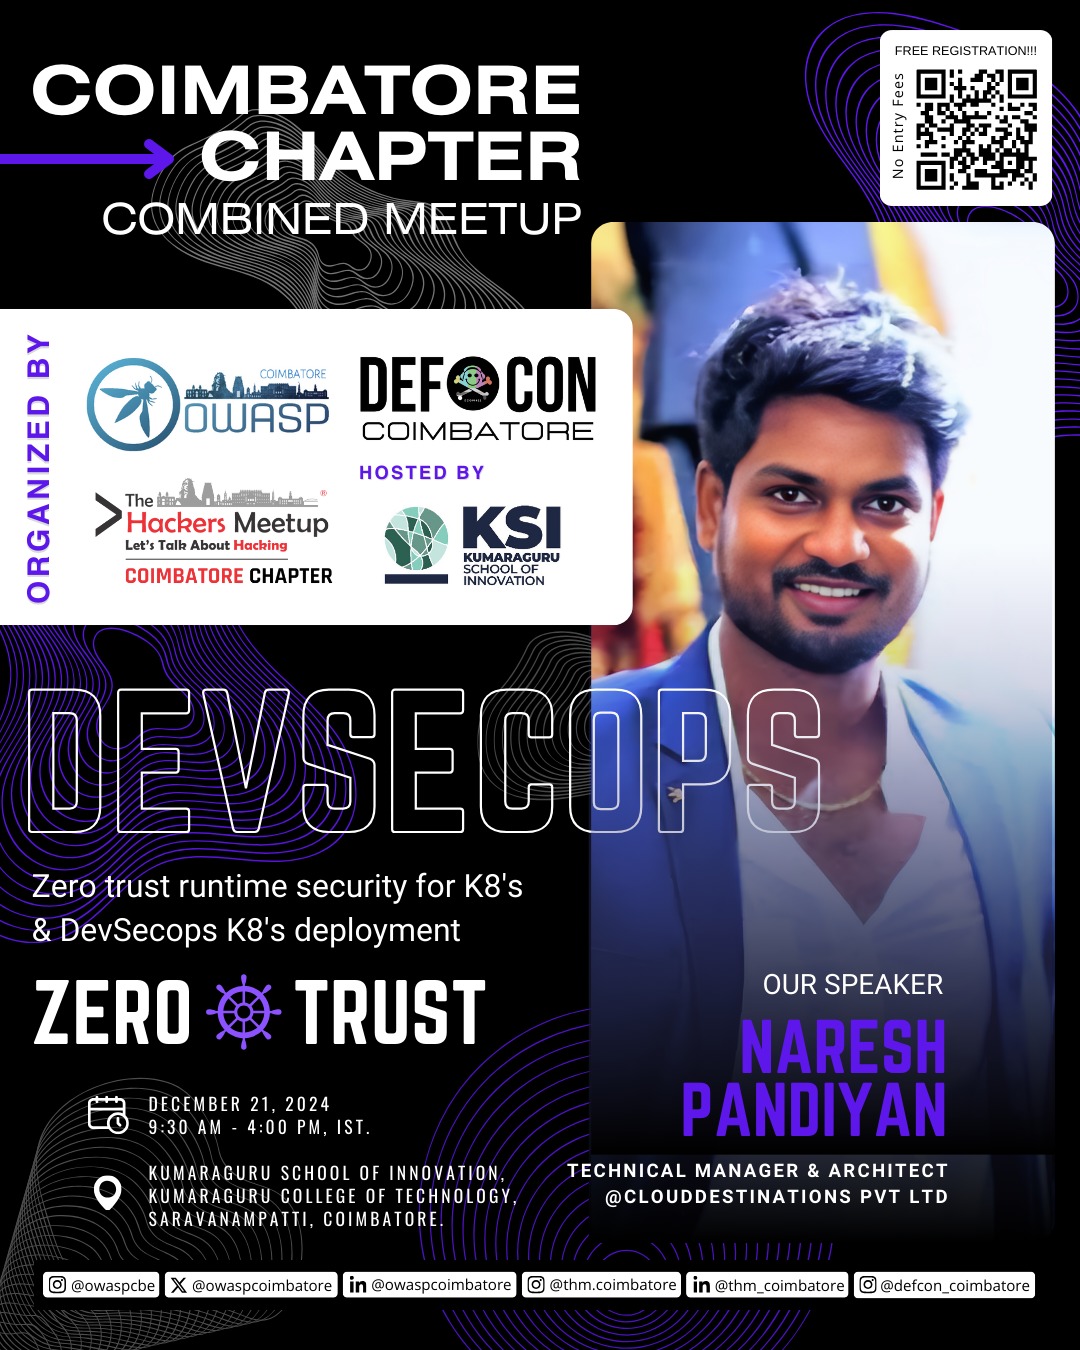 COIMBATORE
CHAPTER
COMBINED MEETUP
FREE REGISTRATION!!!
No Entry Fees
ORGANIZED BY
COIMBATORE
OWASP
DEF CON
COIMBATORE
The
Hackers Meetup
Let's Talk About Hacking
COIMBATORE CHAPTER
HOSTED BY
KSI
KUMARAGURU
SCHOOL OF
INNOVATION
DEVSECOPS
Zero trust runtime security for K8's
& DevSecops K8's deployment
ZERO TRUST
DECEMBER 21, 2024
9:30 AM - 4:00 PM, IST.
KUMARAGURU SCHOOL OF INNOVATION,
KUMARAGURU COLLEGE OF TECHNOLOGY,
SARAVANAMPATTI, COIMBATORE.
OUR SPEAKER
NARESH
PANDIYAN
TECHNICAL MANAGER & ARCHITECT
@CLOUDDESTINATIONS PVT LTD
@owaspcbe @owaspcoimbatore @owaspcoimbatore @thm.coimbatore @thm_coimbatore @defcon_coimbatore